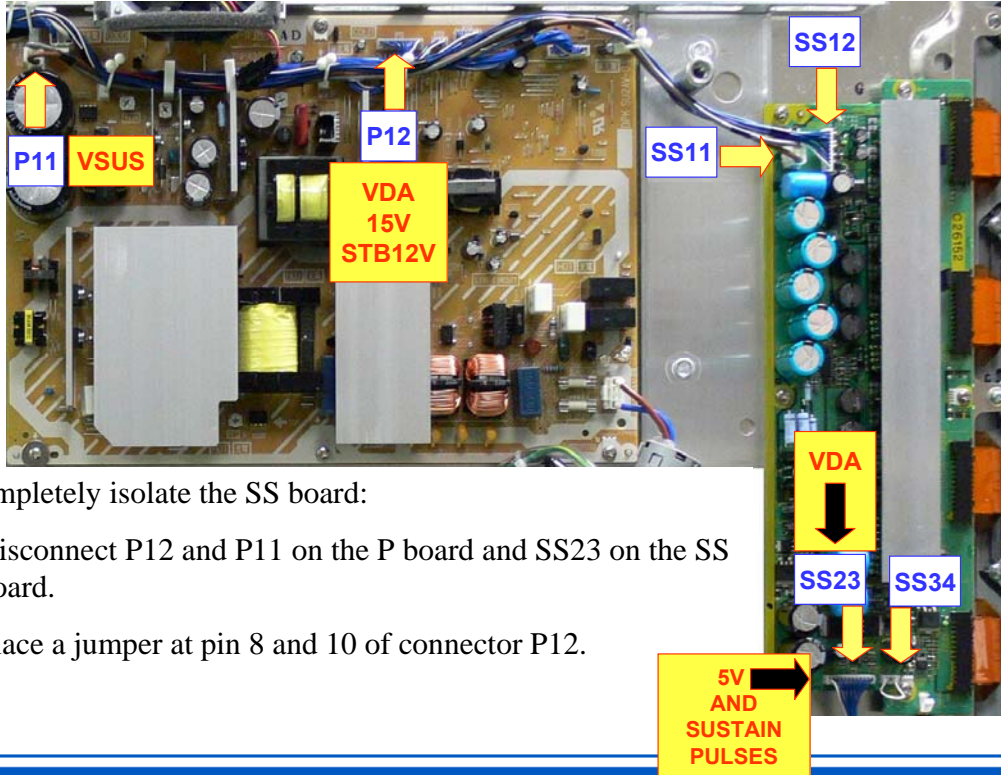 SS12
P11
VSUS
P12
SS11
VDA
15V
STB12V
C26152
VDA
SS23
SS34
mpletely isolate the SS board:
isconnect P12 and P11 on the P board and SS23 on the SS
oard.
lace a jumper at pin 8 and 10 of connector P12.
5V
AND
SUSTAIN
PULSES